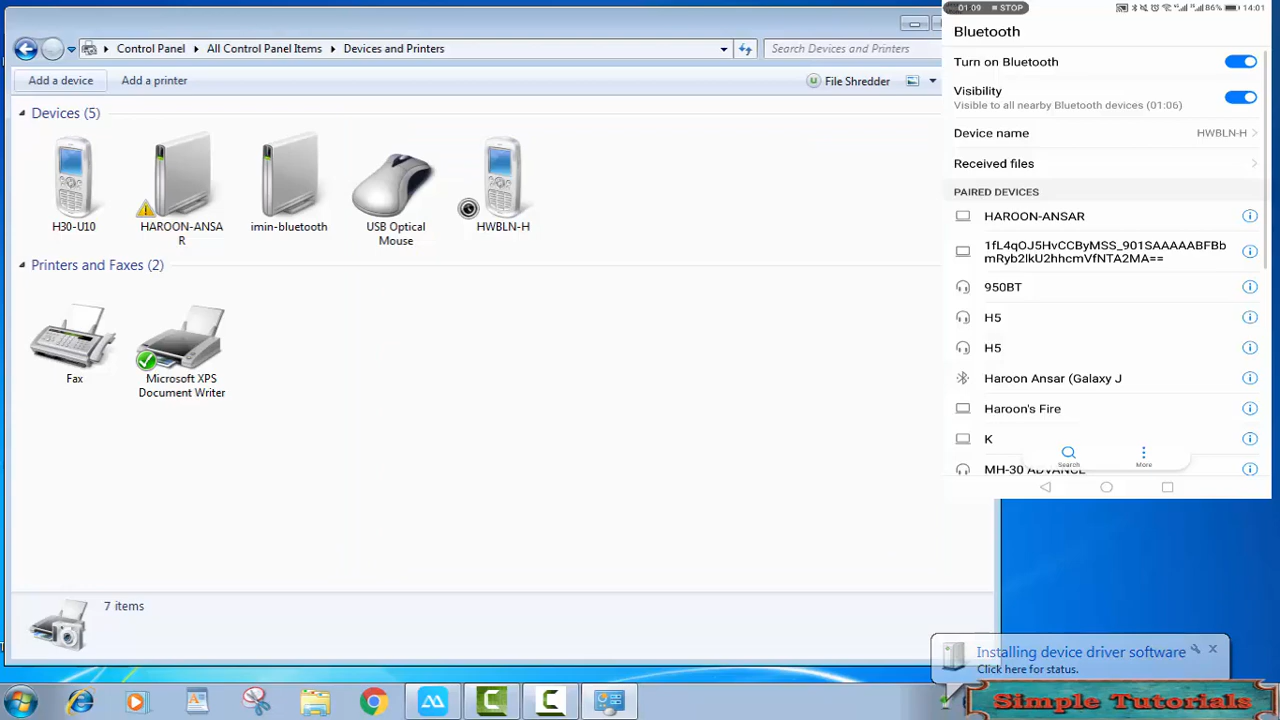 01:09 STOP
86% 14:01
Control Panel All Control Panel Items Devices and Printers
Search Devices and Printers
Add a device Add a printer
File Shredder
Devices (5)
H30-U10
HAROON-ANSA
R
imin-bluetooth
USB Optical
Mouse
HWBLN-H
Printers and Faxes (2)
Fax
Microsoft XPS
Document Writer
7 items
Bluetooth
Turn on Bluetooth
Visibility
Visible to all nearby Bluetooth devices (01:06)
Device name HWBLN-H
Received files
PAIRED DEVICES
HAROON-ANSAR
1fL4qOJ5HvCCByMSS_901SAAAAABFBb
mRyb2lkU2hhcmVfNTA2MA==
950BT
H5
H5
Haroon Ansar (Galaxy J
Haroon's Fire
K
MH-30 ADVANCE
Search More
Installing device driver software
Click here for status.
Simple Tutorials